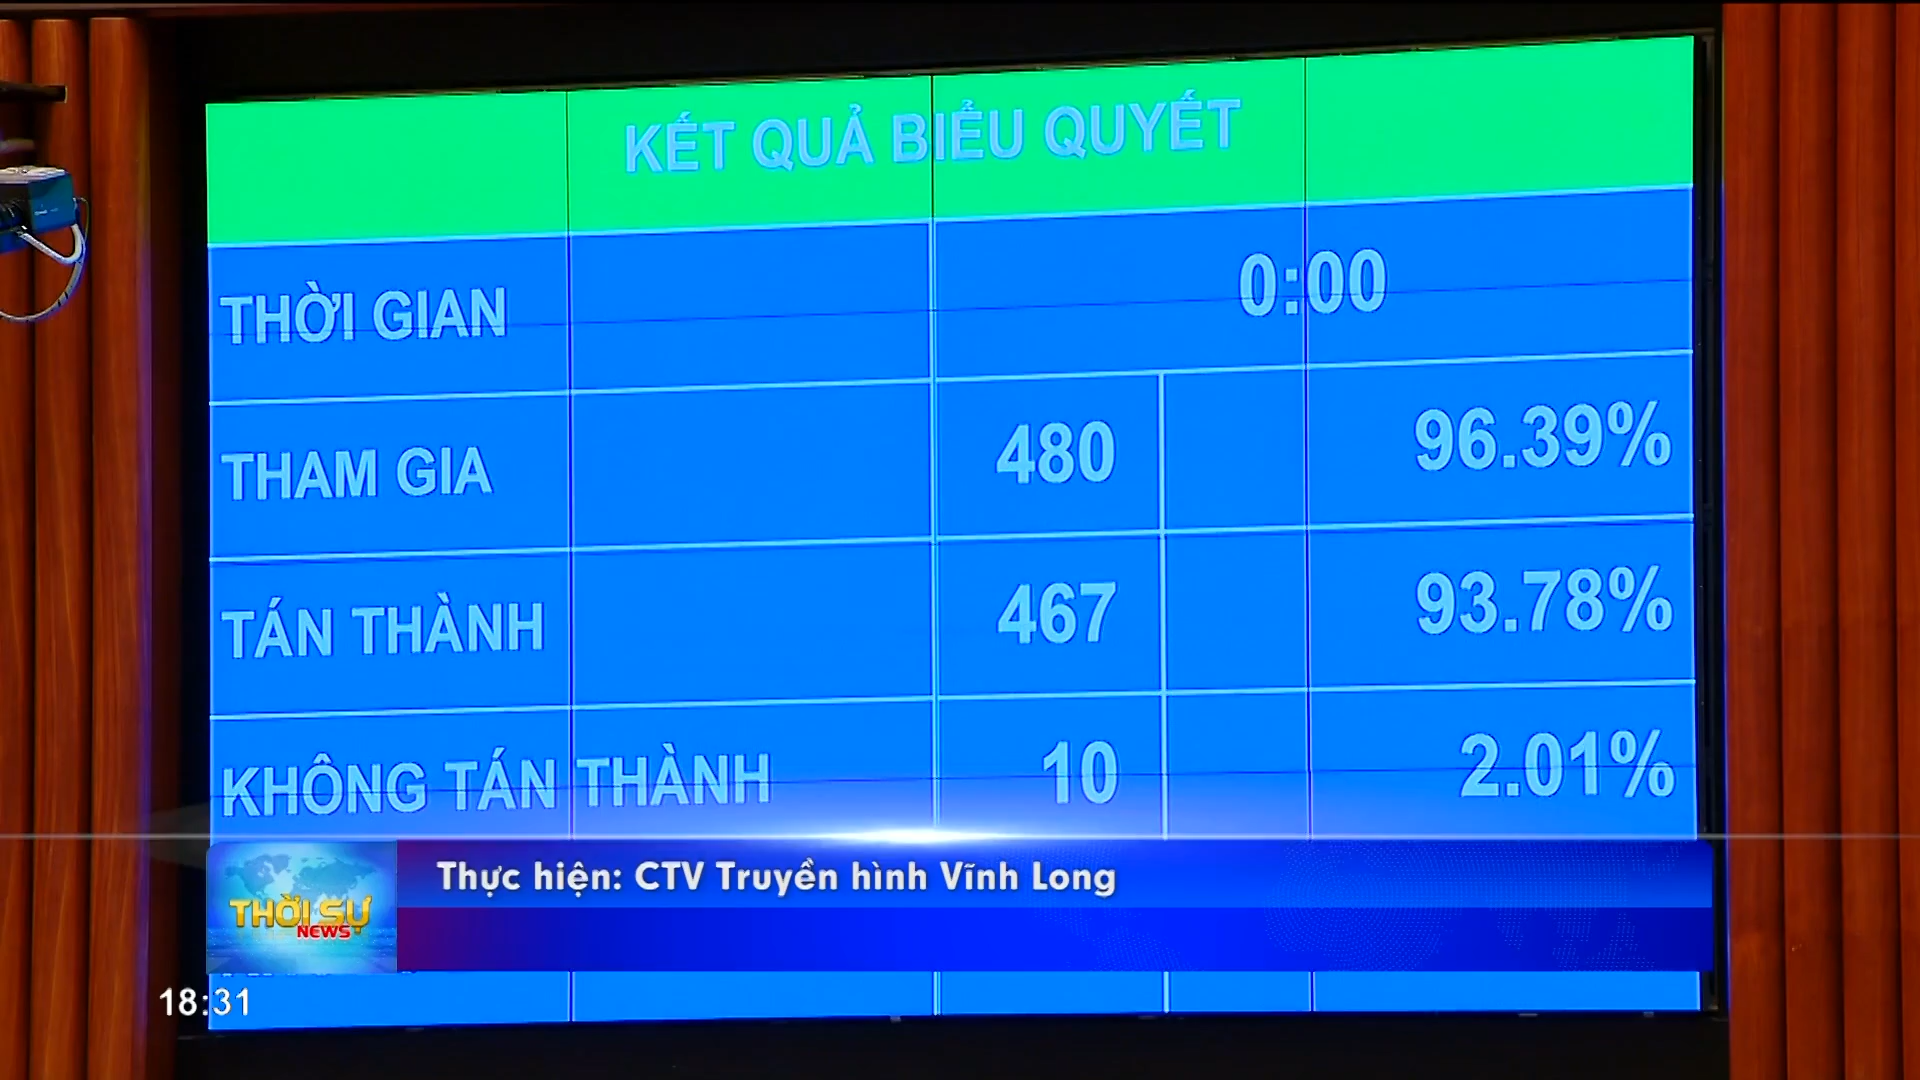 KẾT QUẢ BIỂU QUYẾT
THỜI GIAN 0:00
THAM GIA 480 96.39%
TÁN THÀNH 467 93.78%
KHÔNG TÁN THÀNH 10 2.01%
Thực hiện: CTV Truyền hình Vĩnh Long
THỜI SỰ
NEWS
18:31